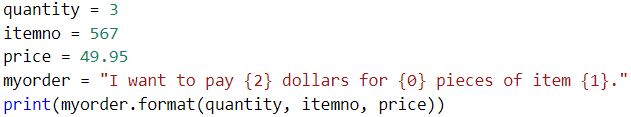 quantity = 3
itemno = 567
price = 49.95
myorder = "I want to pay {2} dollars for {0} pieces of item {1}."
print(myorder.format(quantity, itemno, price))